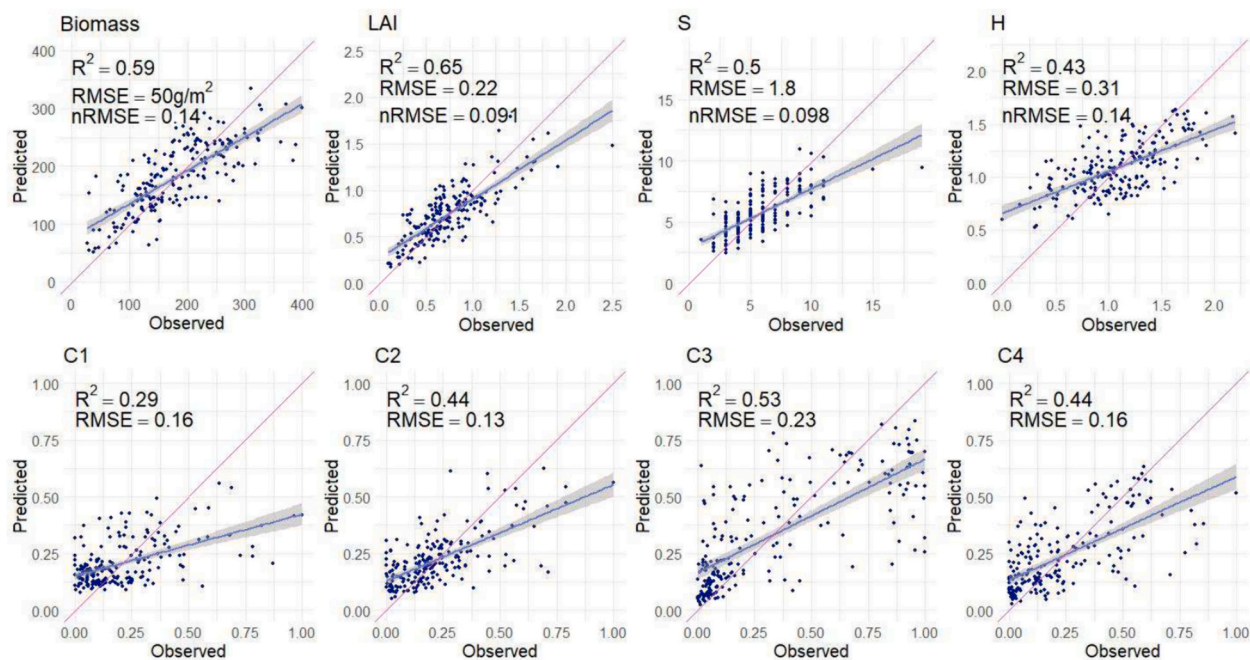 Biomass
R² = 0.59
RMSE = 50g/m²
nRMSE = 0.14
400
300
200
100
0
Predicted
0 100 200 300 400
Observed
LAI
R² = 0.65
RMSE = 0.22
nRMSE = 0.091
2.5
2.0
1.5
1.0
0.5
0.0
Predicted
0.0 0.5 1.0 1.5 2.0 2.5
Observed
S
R² = 0.5
RMSE = 1.8
nRMSE = 0.098
15
10
5
0
Predicted
0 5 10 15
Observed
H
R² = 0.43
RMSE = 0.31
nRMSE = 0.14
2.0
1.5
1.0
0.5
0.0
Predicted
0.0 0.5 1.0 1.5 2.0
Observed
C1
R² = 0.29
RMSE = 0.16
1.00
0.75
0.50
0.25
0.00
Predicted
0.00 0.25 0.50 0.75 1.00
Observed
C2
R² = 0.44
RMSE = 0.13
1.00
0.75
0.50
0.25
0.00
Predicted
0.00 0.25 0.50 0.75 1.00
Observed
C3
R² = 0.53
RMSE = 0.23
1.00
0.75
0.50
0.25
0.00
Predicted
0.00 0.25 0.50 0.75 1.00
Observed
C4
R² = 0.44
RMSE = 0.16
1.00
0.75
0.50
0.25
0.00
Predicted
0.00 0.25 0.50 0.75 1.00
Observed